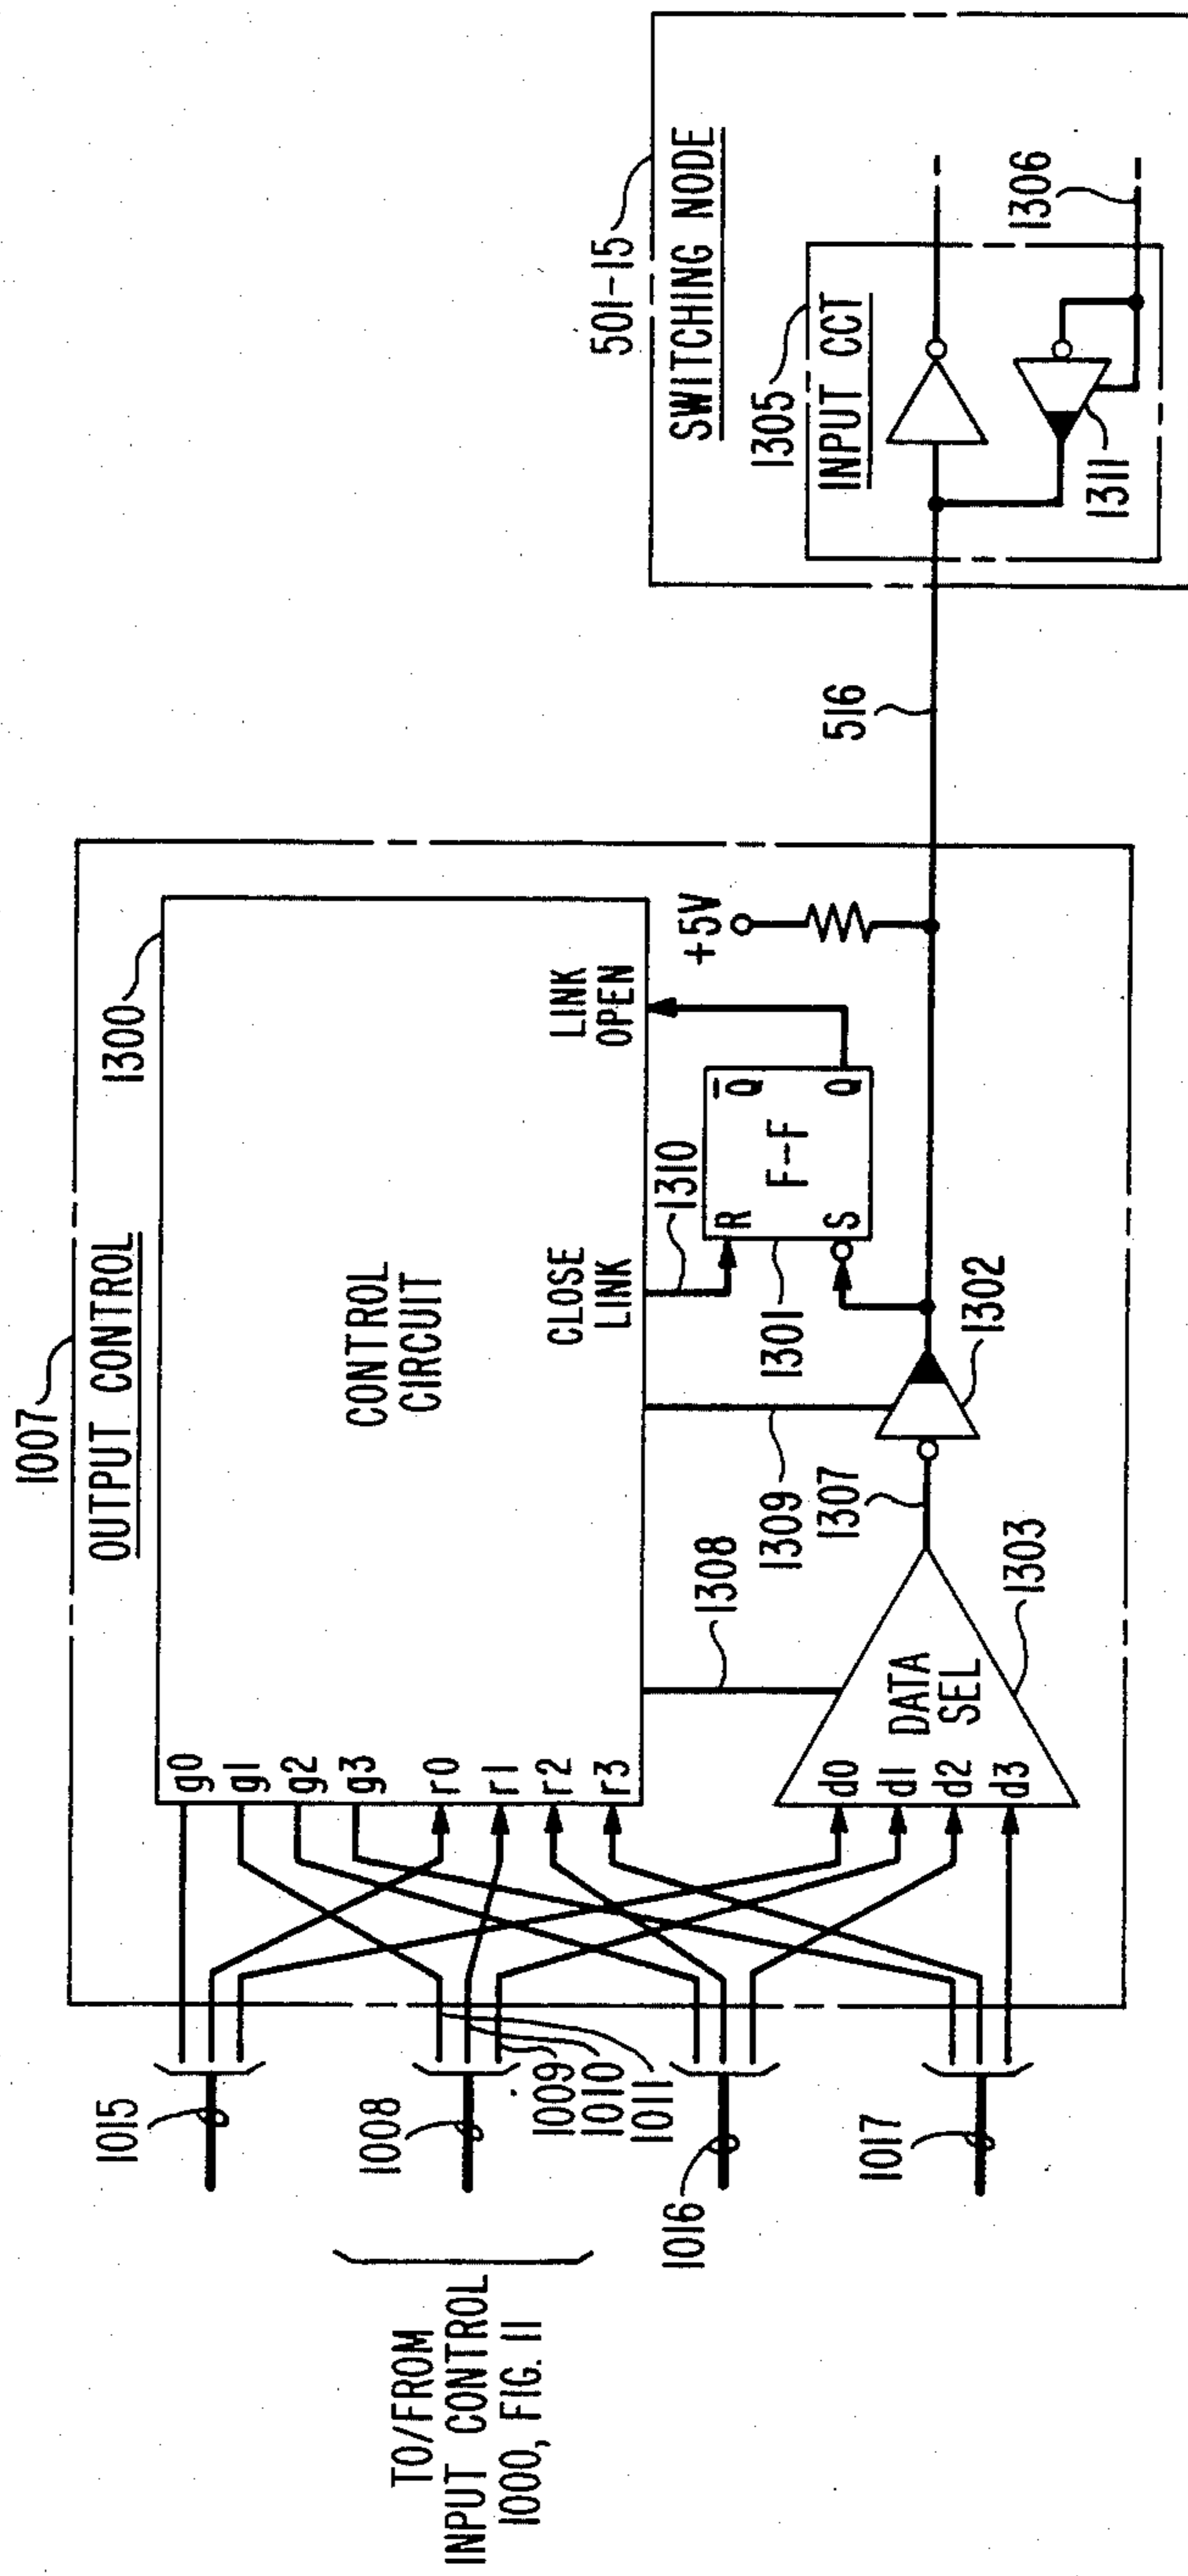 1007
OUTPUT CONTROL
1300
CONTROL
CIRCUIT
g0
g1
g2
g3
r0
r1
r2
r3
CLOSE
LINK
LINK
OPEN
1308
1309
1307
1310
1301
R
S
F-F
Q̅
Q
+5V
1302
DATA
SEL
d0
d1
d2
d3
1303
1015
1008
1009
1010
1011
1016
1017
TO/FROM
INPUT CONTROL
1000, FIG. 11
516
501-15
SWITCHING NODE
1305
INPUT CCT
1306
1311